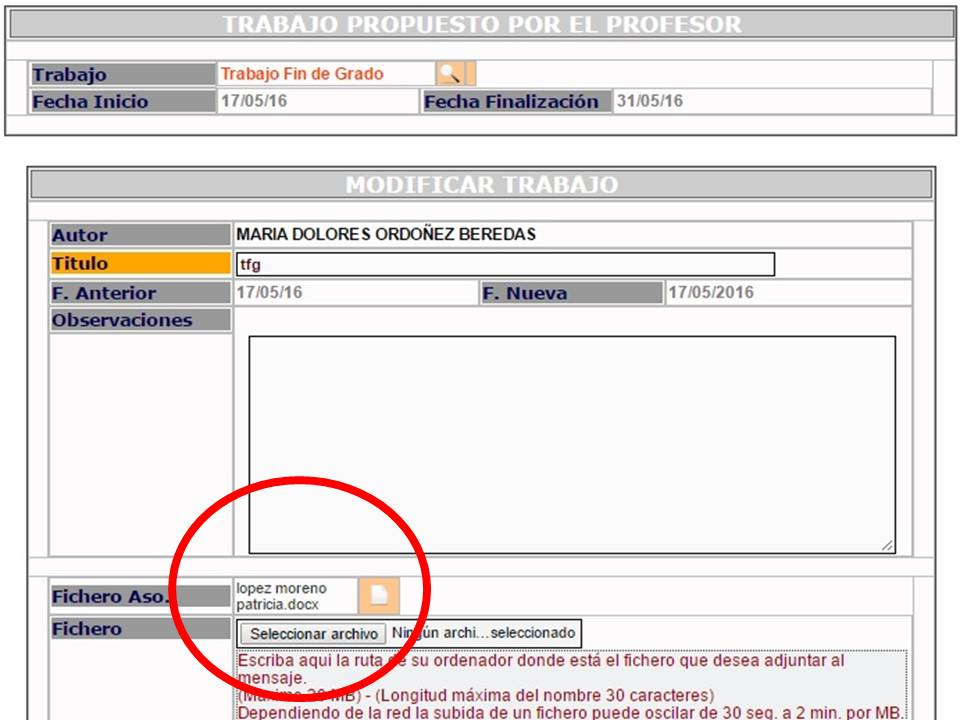 TRABAJO PROPUESTO POR EL PROFESOR
Trabajo Trabajo Fin de Grado
Fecha Inicio 17/05/16 Fecha Finalización 31/05/16
MODIFICAR TRABAJO
Autor MARIA DOLORES ORDOÑEZ BEREDAS
Titulo tfg
F. Anterior 17/05/16 F. Nueva 17/05/2016
Observaciones
Fichero Aso. lopez moreno
patricia.docx
Fichero Seleccionar archivo Ningún archi...seleccionado
Escriba aqui la ruta de su ordenador donde está el fichero que desea adjuntar al
mensaje.
(Máximo 20 MB) - (Longitud máxima del nombre 30 caracteres)
Dependiendo de la red la subida de un fichero puede oscilar de 30 seg. a 2 min. por MB.